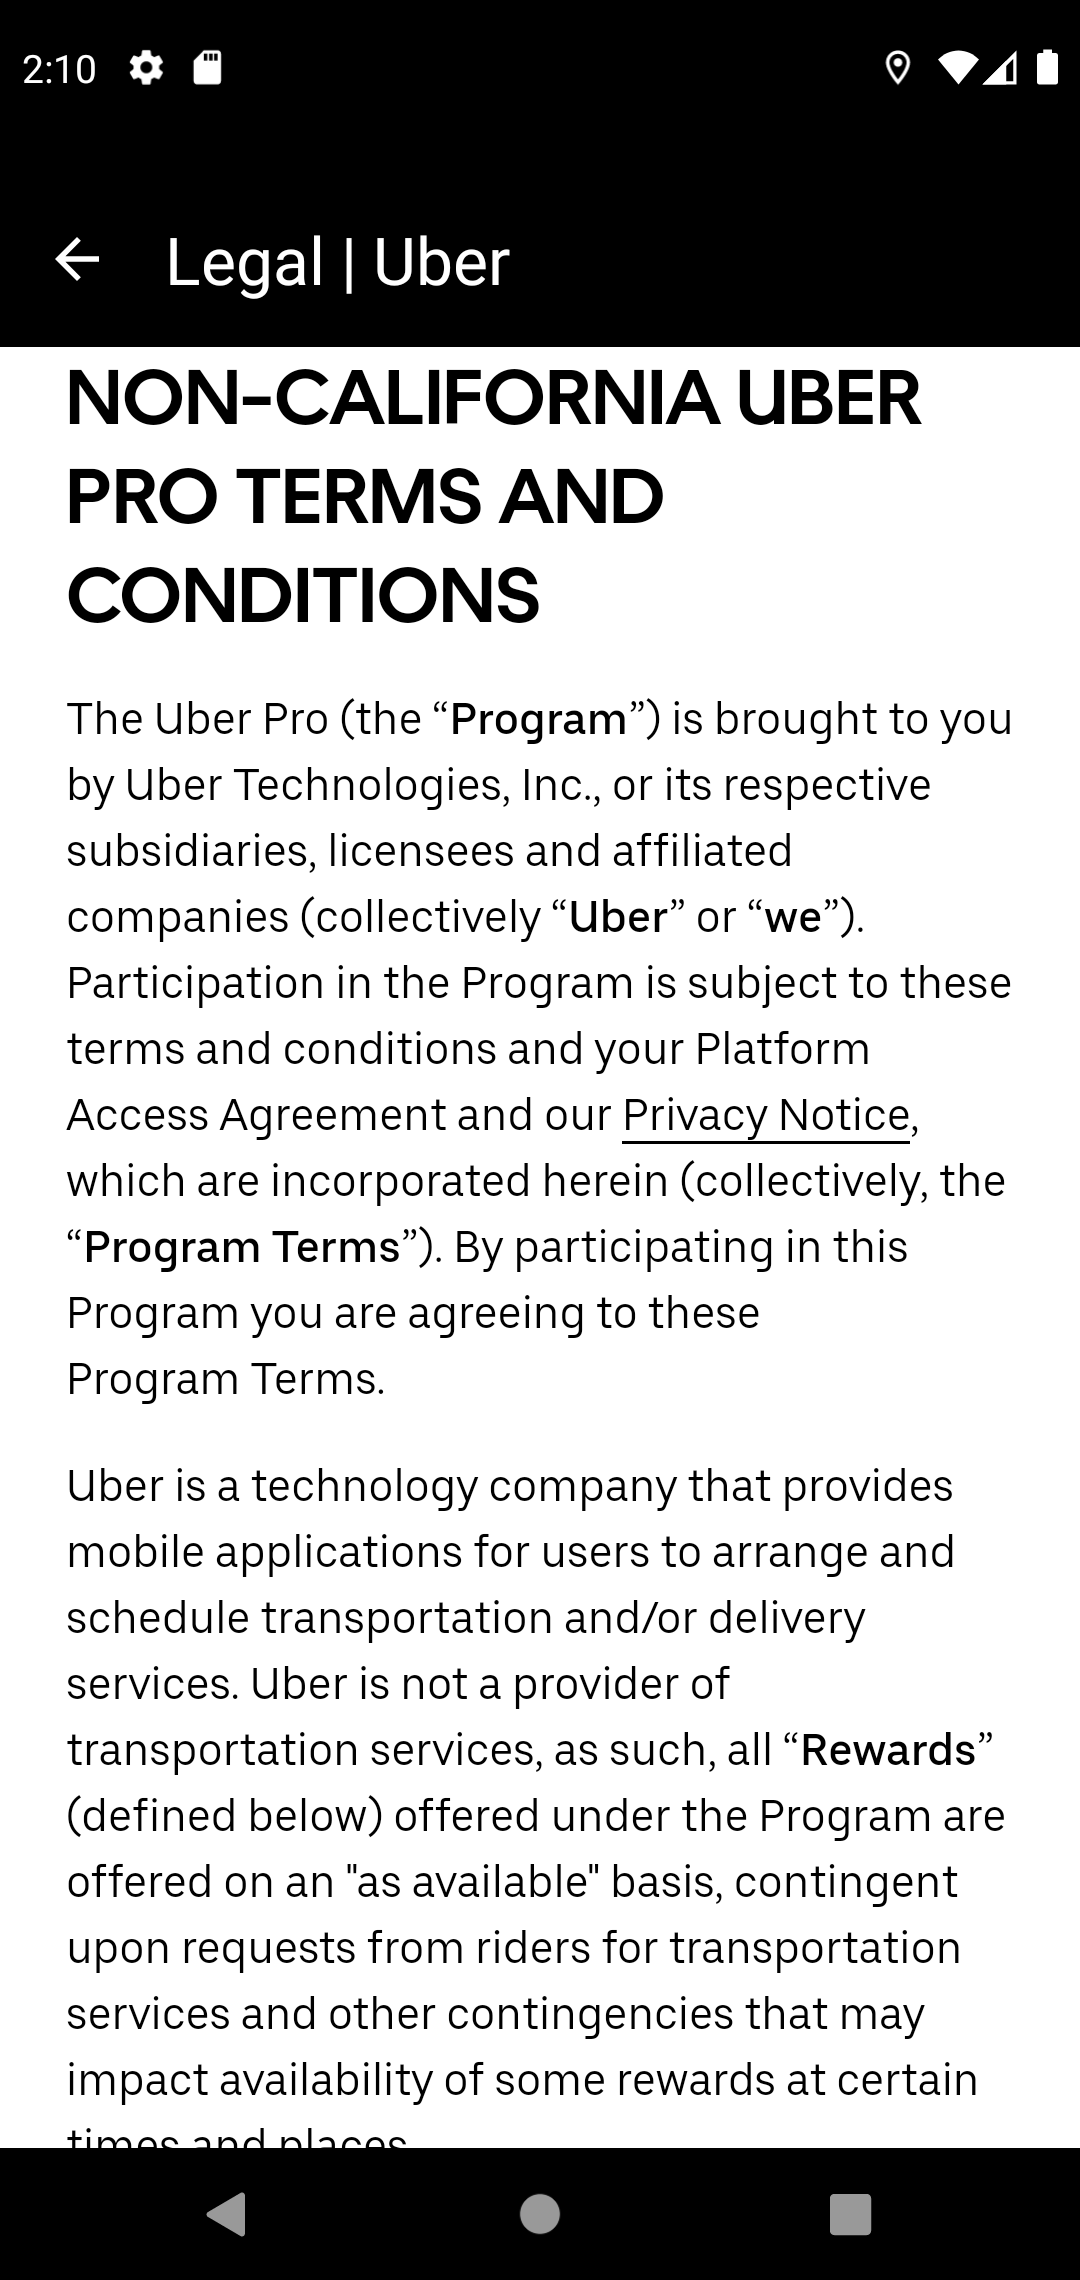 2:10
Legal | Uber
NON-CALIFORNIA UBER
PRO TERMS AND
CONDITIONS
The Uber Pro (the “Program”) is brought to you
by Uber Technologies, Inc., or its respective
subsidiaries, licensees and affiliated
companies (collectively “Uber” or “we”).
Participation in the Program is subject to these
terms and conditions and your Platform
Access Agreement and our Privacy Notice,
which are incorporated herein (collectively, the
“Program Terms”). By participating in this
Program you are agreeing to these
Program Terms.
Uber is a technology company that provides
mobile applications for users to arrange and
schedule transportation and/or delivery
services. Uber is not a provider of
transportation services, as such, all “Rewards”
(defined below) offered under the Program are
offered on an "as available" basis, contingent
upon requests from riders for transportation
services and other contingencies that may
impact availability of some rewards at certain
times and places.